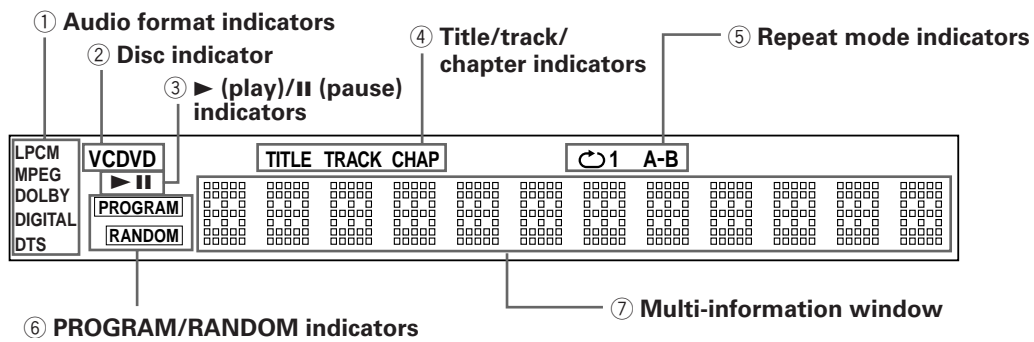 ① Audio format indicators
② Disc indicator
③ ► (play)/II (pause)
indicators
④ Title/track/
chapter indicators
⑤ Repeat mode indicators
LPCM
MPEG
DOLBY
DIGITAL
DTS
VCDVD
► II
PROGRAM
RANDOM
TITLE TRACK CHAP
1 A-B
⑥ PROGRAM/RANDOM indicators
⑦ Multi-information window